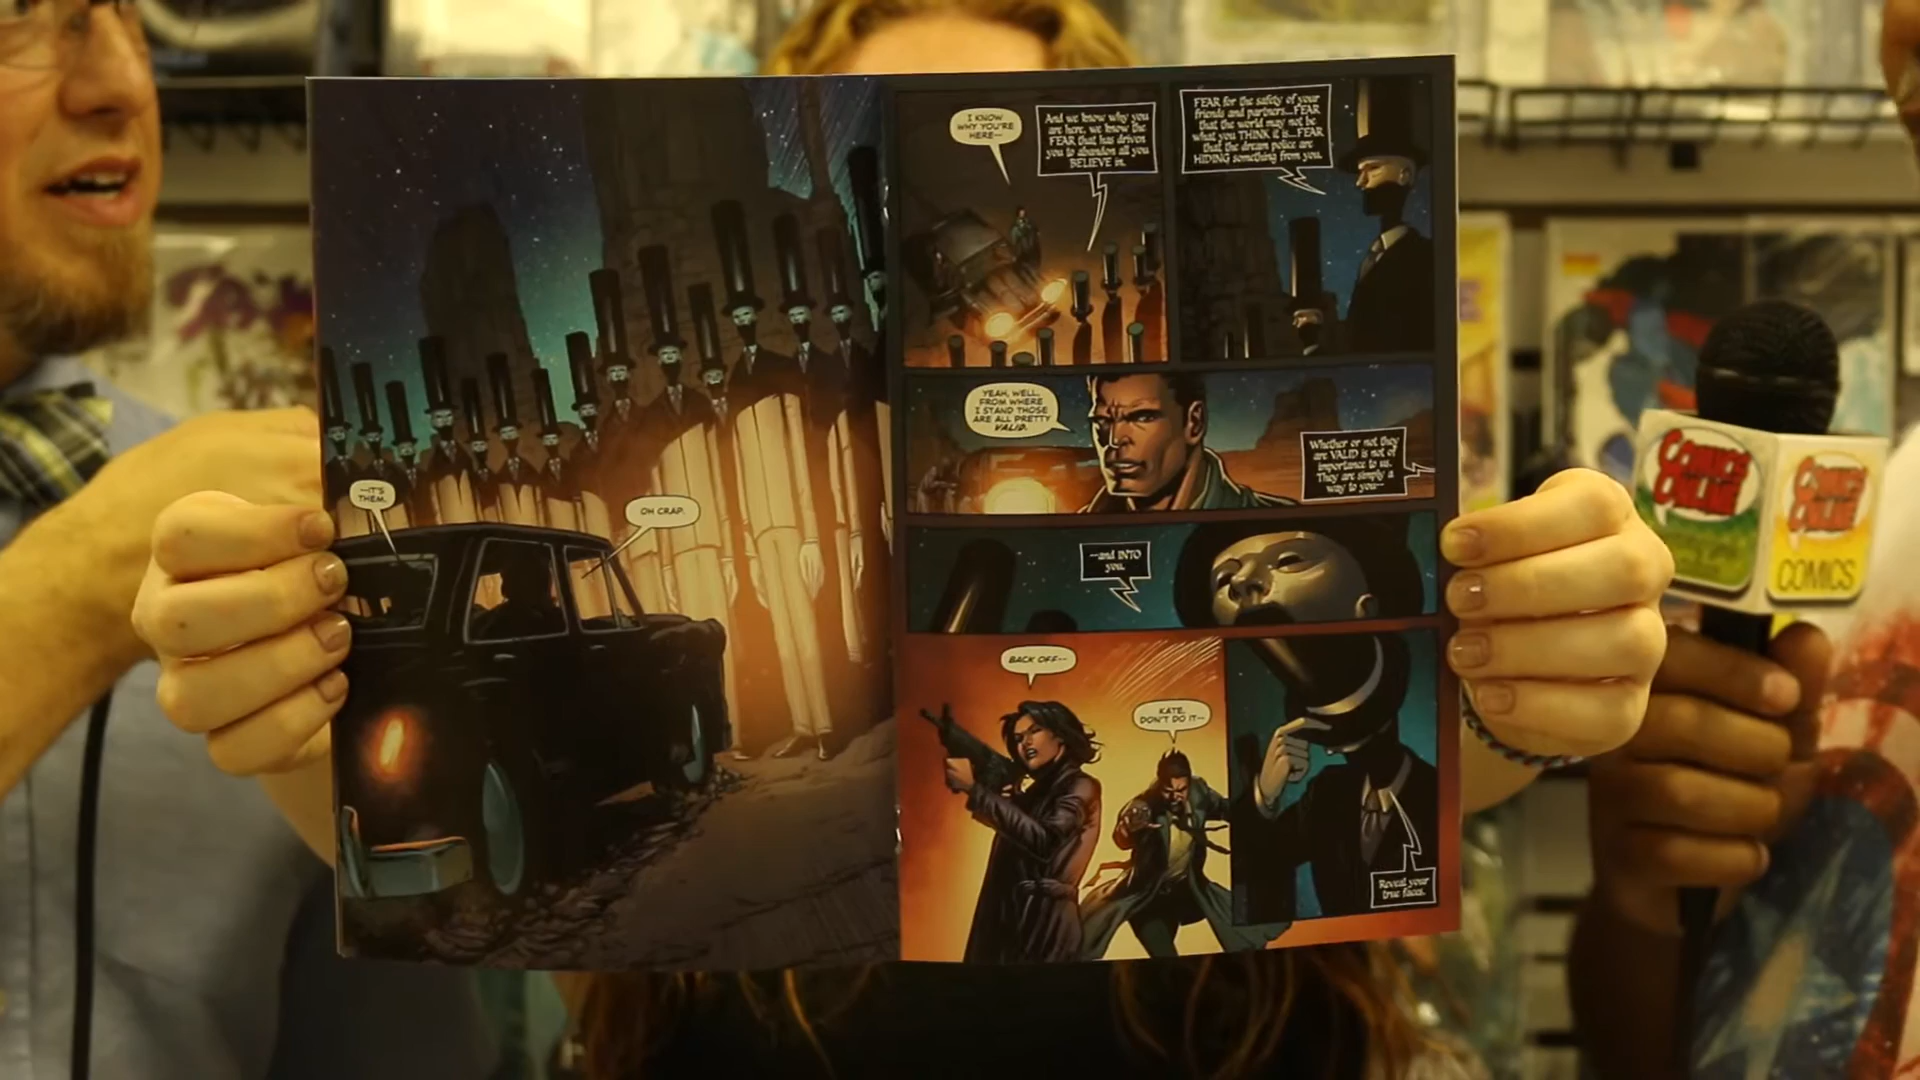 —IT'S
THEM.
OH CRAP.
I KNOW
WHY YOU'RE
HERE—
And we know why you
are here, we know the
FEAR that has driven
you to abandon all you
BELIEVE in.
FEAR for the safety of your
friends and partners...FEAR
that the world may not be
what you THINK it is...FEAR
that the dream police are
HIDING something from you.
YEAH, WELL,
FROM WHERE
I STAND THOSE
ARE ALL PRETTY
VALID.
Whether or not they
are VALID is not of
importance to us.
They are simply a
way to you—
—and INTO
you.
BACK OFF—
KATE,
DON'T DO IT—
Reveal your
true faces.
COMICS
ONLINE
COMICS
ONLINE
COMICS